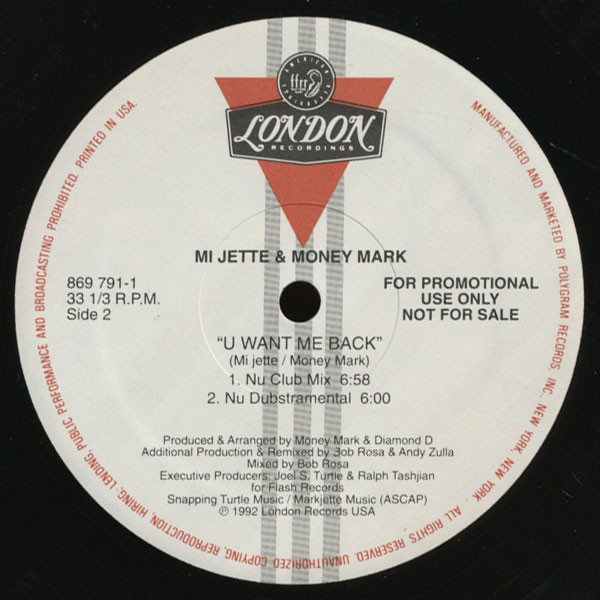 AMERICAN
ffrr
LONDON
RECORDINGS
MI JETTE & MONEY MARK
869 791-1
33 1/3 R.P.M.
Side 2
FOR PROMOTIONAL
USE ONLY
NOT FOR SALE
“U WANT ME BACK”
(Mi jette / Money Mark)
1. Nu Club Mix 6:58
2. Nu Dubstramental 6:00
Produced & Arranged by Money Mark & Diamond D
Additional Production & Remixed by Bob Rosa & Andy Zulla
Mixed by Bob Rosa
Executive Producers: Joel S. Turtle & Ralph Tashjian
for Flash Records
Snapping Turtle Music / Markjette Music (ASCAP)
℗ 1992 London Records USA
MANUFACTURED AND MARKETED BY POLYGRAM RECORDS, INC. NEW YORK, NEW YORK. ALL RIGHTS RESERVED. UNAUTHORIZED COPYING, REPRODUCTION, HIRING, LENDING, PUBLIC PERFORMANCE AND BROADCASTING PROHIBITED. PRINTED IN USA.